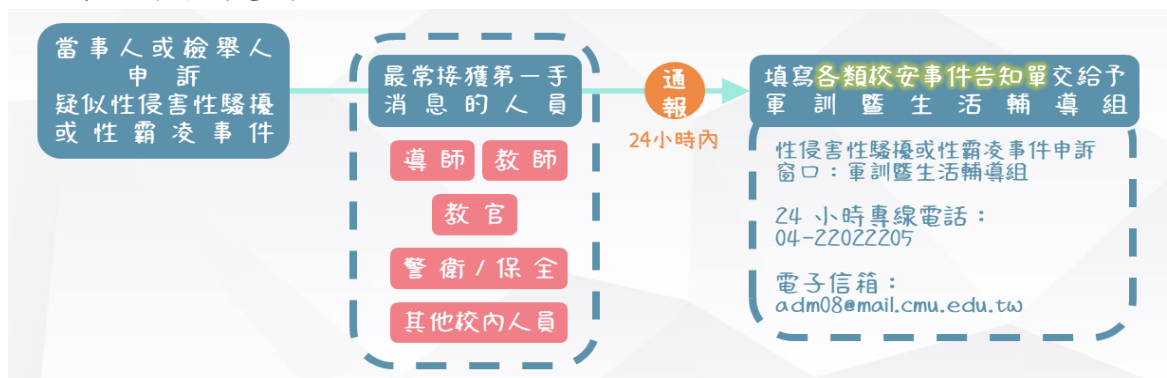 當事人或檢舉人
申訴
疑似性侵害性騷擾
或性霸凌事件
最常接獲第一手
消息的人員
導師
教師
教官
警衛/保全
其他校內人員
通
報
24小時內
填寫各類校安事件告知單交給予
軍訓暨生活輔導組
性侵害性騷擾或性霸凌事件申訴
窗口：軍訓暨生活輔導組
24 小時專線電話：
04-22022205
電子信箱：
adm08@mail.cmu.edu.tw